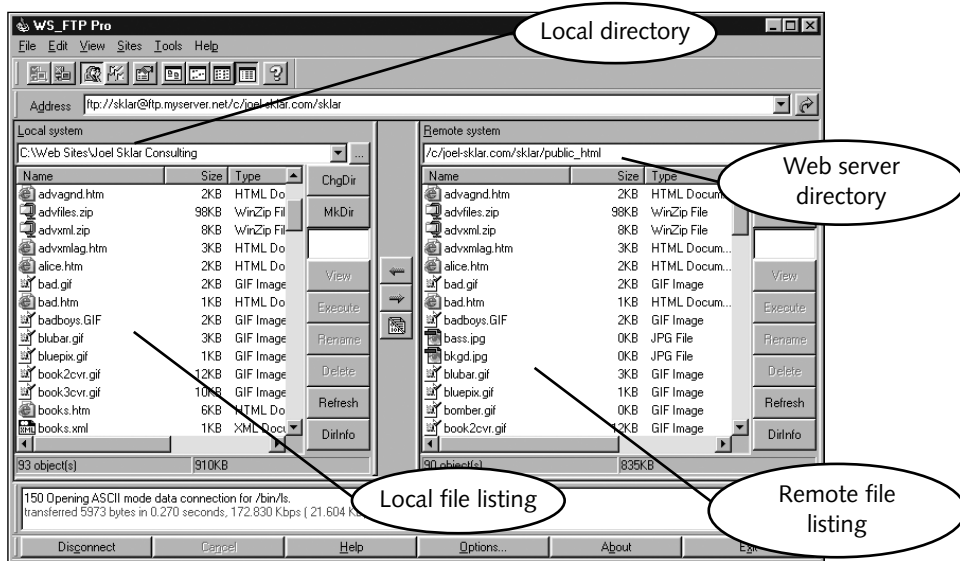 WS_FTP Pro
Local directory
File Edit View Sites Tools Help
Address ftp://sklar@ftp.myserver.net/c/joel-sklar.com/sklar
Local system
C:\Web Sites\Joel Sklar Consulting
...
Name Size Type
advagnd.htm 2KB HTML Do
advfiles.zip 98KB WinZip Fil
advxml.zip 8KB WinZip Fil
advxmlag.htm 3KB HTML Do
alice.htm 2KB HTML Do
bad.gif 2KB GIF Image
bad.htm 1KB HTML Do
badboys.GIF 2KB GIF Image
blubar.gif 3KB GIF Image
bluepix.gif 1KB GIF Image
book2cvr.gif 12KB GIF Image
book3cvr.gif 10KB GIF Image
books.htm 6KB HTML Do
books.xml 1KB XML Docu
93 object(s) 910KB
ChgDir
MkDir
View
Execute
Rename
Delete
Refresh
DirInfo
Remote system
/c/joel-sklar.com/sklar/public_html
Web server
directory
Name Size Type
advagnd.htm 2KB HTML Docum...
advfiles.zip 98KB WinZip File
advxml.zip 8KB WinZip File
advxmlag.htm 3KB HTML Docum...
alice.htm 2KB HTML Docum...
bad.gif 2KB GIF Image
bad.htm 1KB HTML Docum...
badboys.GIF 2KB GIF Image
bass.jpg 0KB JPG File
bkgd.jpg 0KB JPG File
blubar.gif 3KB GIF Image
bluepix.gif 1KB GIF Image
bomber.gif 0KB GIF Image
book2cvr.gif 12KB GIF Image
90 object(s) 835KB
View
Execute
Rename
Delete
Refresh
DirInfo
Local file listing
Remote file
listing
150 Opening ASCII mode data connection for /bin/ls.
transferred 5973 bytes in 0.270 seconds, 172.830 Kbps ( 21.604 K
Disconnect Cancel Help Options... About